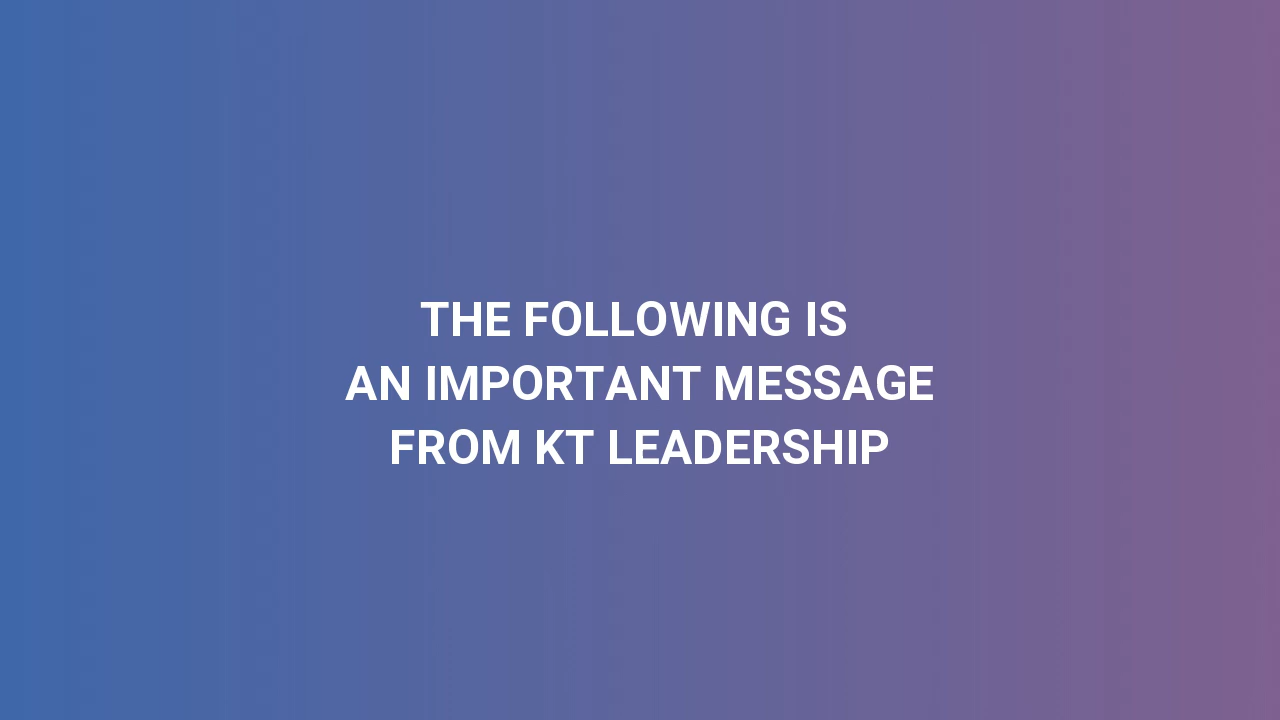 THE FOLLOWING IS
AN IMPORTANT MESSAGE
FROM KT LEADERSHIP